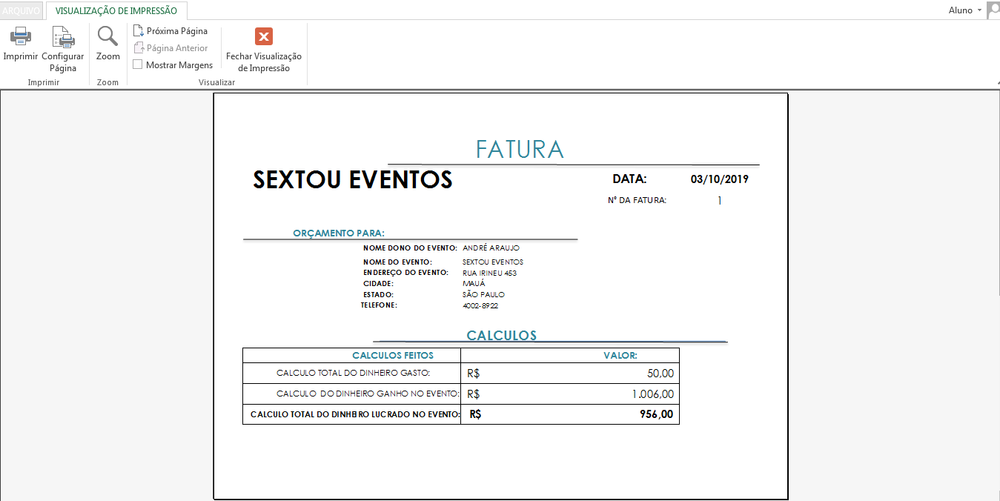 ARQUIVO VISUALIZAÇÃO DE IMPRESSÃO Aluno
Imprimir
Configurar Página
Zoom
Próxima Página
Página Anterior
Mostrar Margens
Fechar Visualização de Impressão
Imprimir Zoom Visualizar
FATURA
SEXTOU EVENTOS DATA: 03/10/2019
N° DA FATURA: 1
ORÇAMENTO PARA:
NOME DONO DO EVENTO: ANDRÉ ARAUJO
NOME DO EVENTO: SEXTOU EVENTOS
ENDEREÇO DO EVENTO: RUA IRINEU 453
CIDADE: MAUÁ
ESTADO: SÃO PAULO
TELEFONE: 4002-8922
CALCULOS
CALCULOS FEITOS VALOR:
CALCULO TOTAL DO DINHEIRO GASTO: R$ 50,00
CALCULO DO DINHEIRO GANHO NO EVENTO: R$ 1.006,00
CALCULO TOTAL DO DINHEIRO LUCRADO NO EVENTO: R$ 956,00